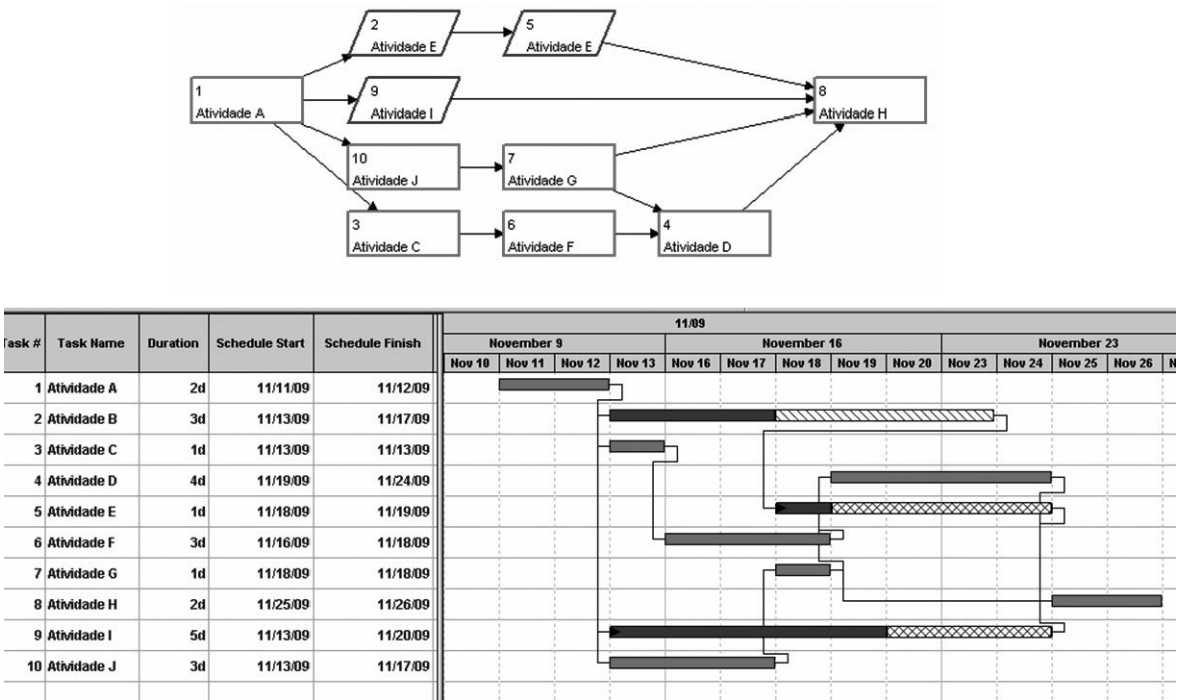 2
Atividade E
5
Atividade E
1
Atividade A
9
Atividade I
8
Atividade H
10
Atividade J
7
Atividade G
3
Atividade C
6
Atividade F
4
Atividade D
11/09
Task # Task Name Duration Schedule Start Schedule Finish November 9 November 16 November 23
Nov 10 Nov 11 Nov 12 Nov 13 Nov 16 Nov 17 Nov 18 Nov 19 Nov 20 Nov 23 Nov 24 Nov 25 Nov 26 N
1 Atividade A 2d 11/11/09 11/12/09
2 Atividade B 3d 11/13/09 11/17/09
3 Atividade C 1d 11/13/09 11/13/09
4 Atividade D 4d 11/19/09 11/24/09
5 Atividade E 1d 11/18/09 11/19/09
6 Atividade F 3d 11/16/09 11/18/09
7 Atividade G 1d 11/18/09 11/18/09
8 Atividade H 2d 11/25/09 11/26/09
9 Atividade I 5d 11/13/09 11/20/09
10 Atividade J 3d 11/13/09 11/17/09